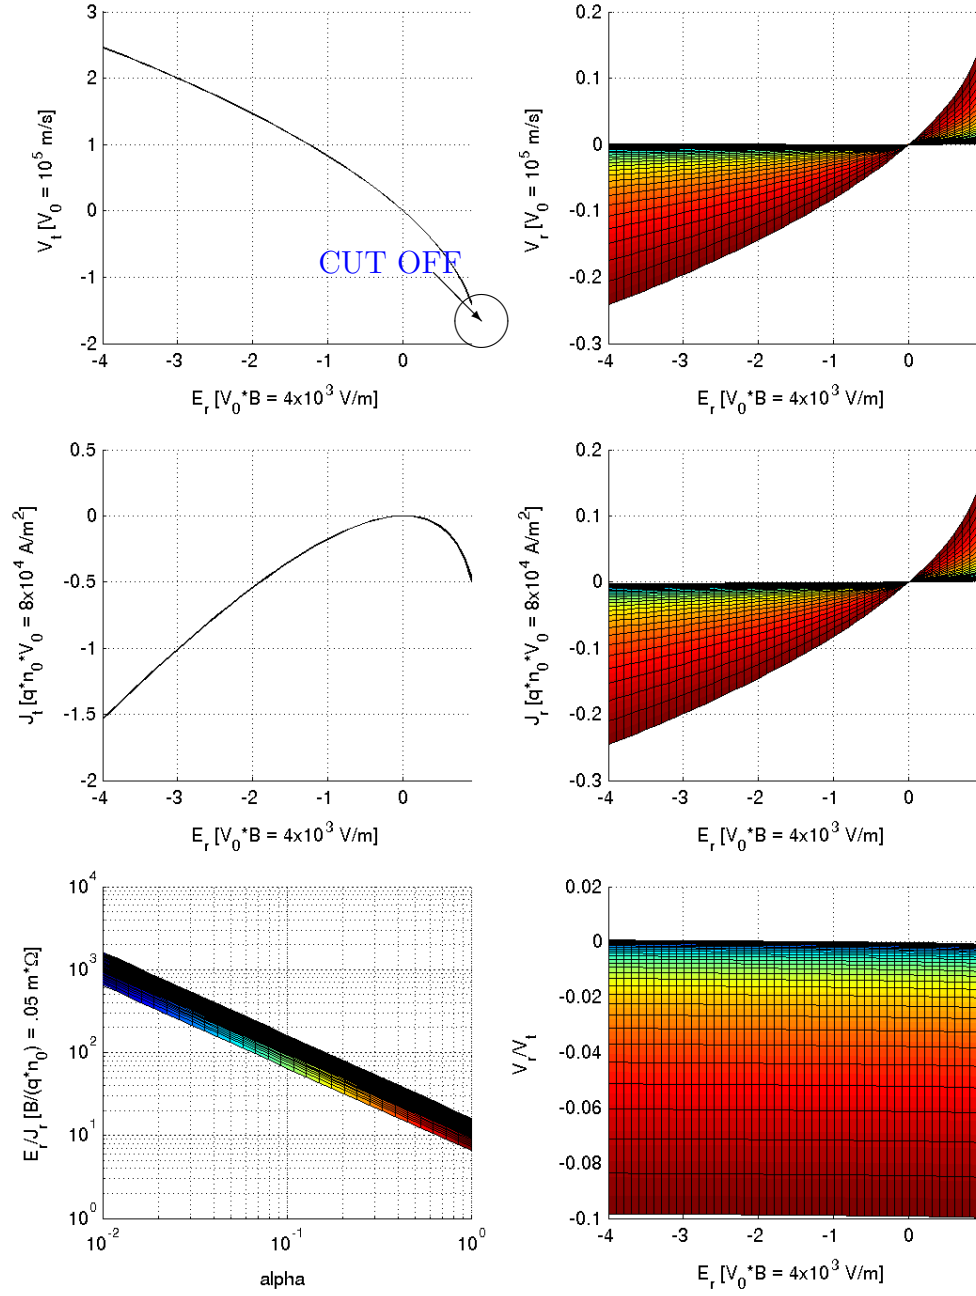 3
2
1
0
-1
-2
V_t [V_0 = 10^5 m/s]
CUT OFF
-4 -3 -2 -1 0
E_r [V_0*B = 4x10^3 V/m]
0.2
0.1
0
-0.1
-0.2
-0.3
V_r [V_0 = 10^5 m/s]
-4 -3 -2 -1 0
E_r [V_0*B = 4x10^3 V/m]
0.5
0
-0.5
-1
-1.5
-2
J_t [q*n_0*V_0 = 8x10^4 A/m^2]
-4 -3 -2 -1 0
E_r [V_0*B = 4x10^3 V/m]
0.2
0.1
0
-0.1
-0.2
-0.3
J_r [q*n_0*V_0 = 8x10^4 A/m^2]
-4 -3 -2 -1 0
E_r [V_0*B = 4x10^3 V/m]
10^4
10^3
10^2
10^1
10^0
E_r/J_r [B/(q*n_0) = .05 m*Ω]
10^-2 10^-1 10^0
alpha
0.02
0
-0.02
-0.04
-0.06
-0.08
-0.1
V_r/V_t
-4 -3 -2 -1 0
E_r [V_0*B = 4x10^3 V/m]